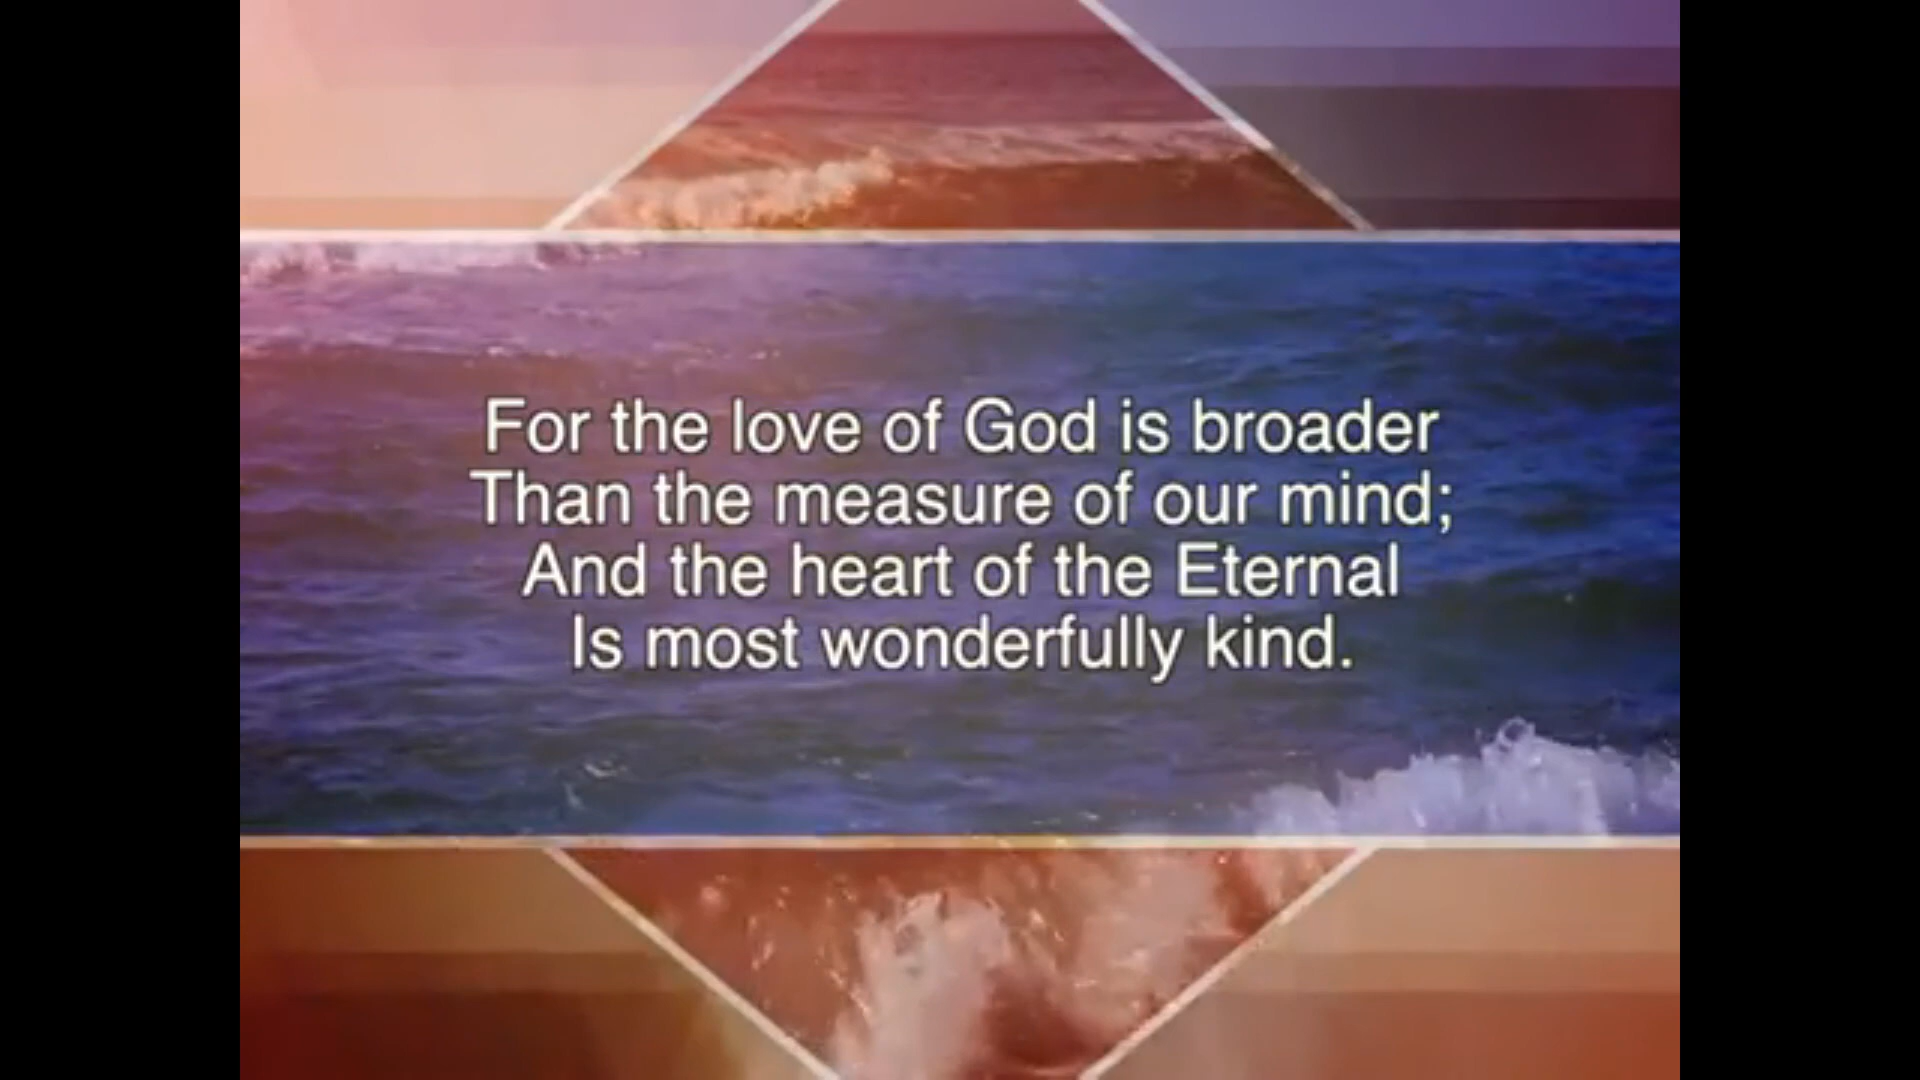 For the love of God is broader
Than the measure of our mind;
And the heart of the Eternal
Is most wonderfully kind.